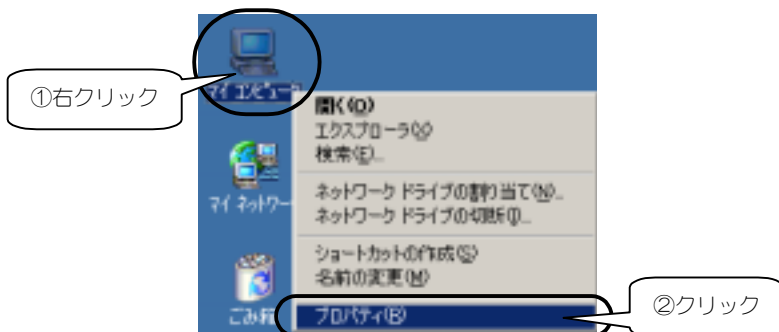 ①右クリック
マイ コンピュータ
開く(O)
エクスプローラ(X)
検索(E)...
マイ ネットワー
ネットワーク ドライブの割り当て(N)...
ネットワーク ドライブの切断(I)...
ショートカットの作成(S)
名前の変更(M)
ごみ箱
プロパティ(R)
②クリック